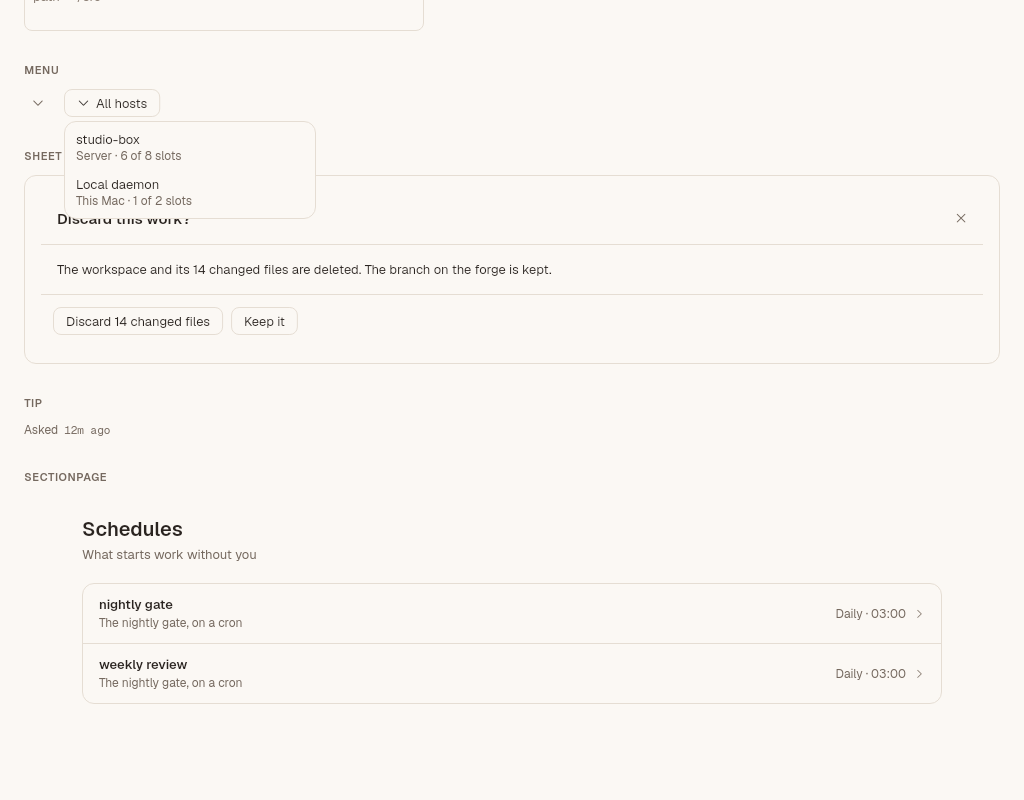 MENU
All hosts
studio-box
Server · 6 of 8 slots
SHEET
Local daemon
This Mac · 1 of 2 slots
Discard this work?
The workspace and its 14 changed files are deleted. The branch on the forge is kept.
Discard 14 changed files
Keep it
TIP
Asked 12m ago
SECTIONPAGE
Schedules
What starts work without you
nightly gate
The nightly gate, on a cron
Daily · 03:00
weekly review
The nightly gate, on a cron
Daily · 03:00